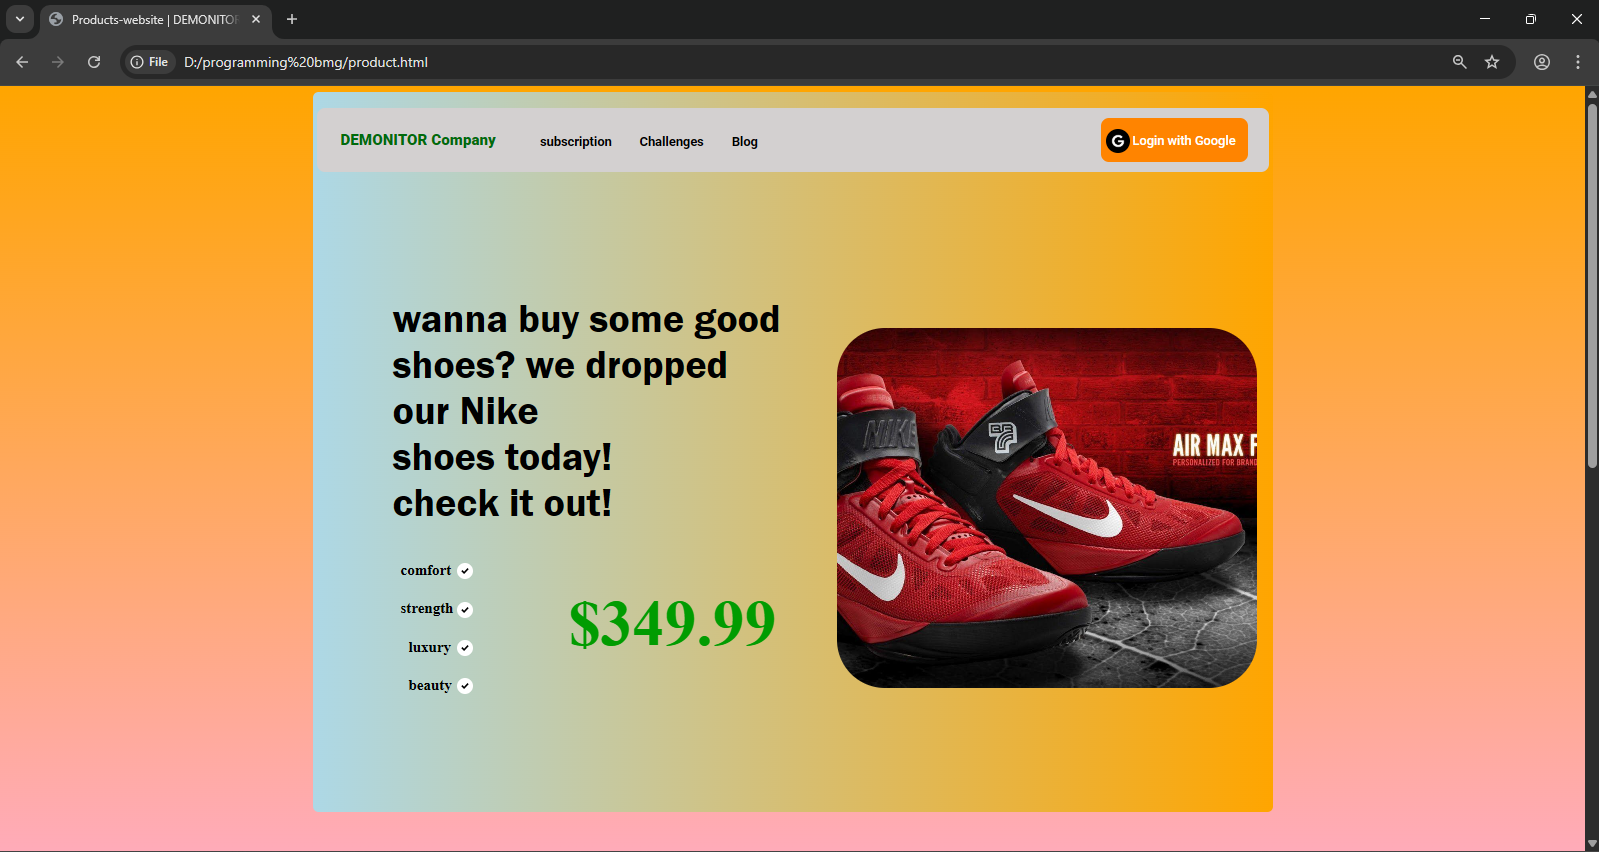 Products-website | DEMONITOR
File
D:/programming%20bmg/product.html
DEMONITOR Company
subscription
Challenges
Blog
G Login with Google
wanna buy some good
shoes? we dropped
our Nike
shoes today!
check it out!
comfort
strength
luxury
beauty
$349.99
NIKE
7
AIR MAX F
PERSONALIZED FOR BRAND